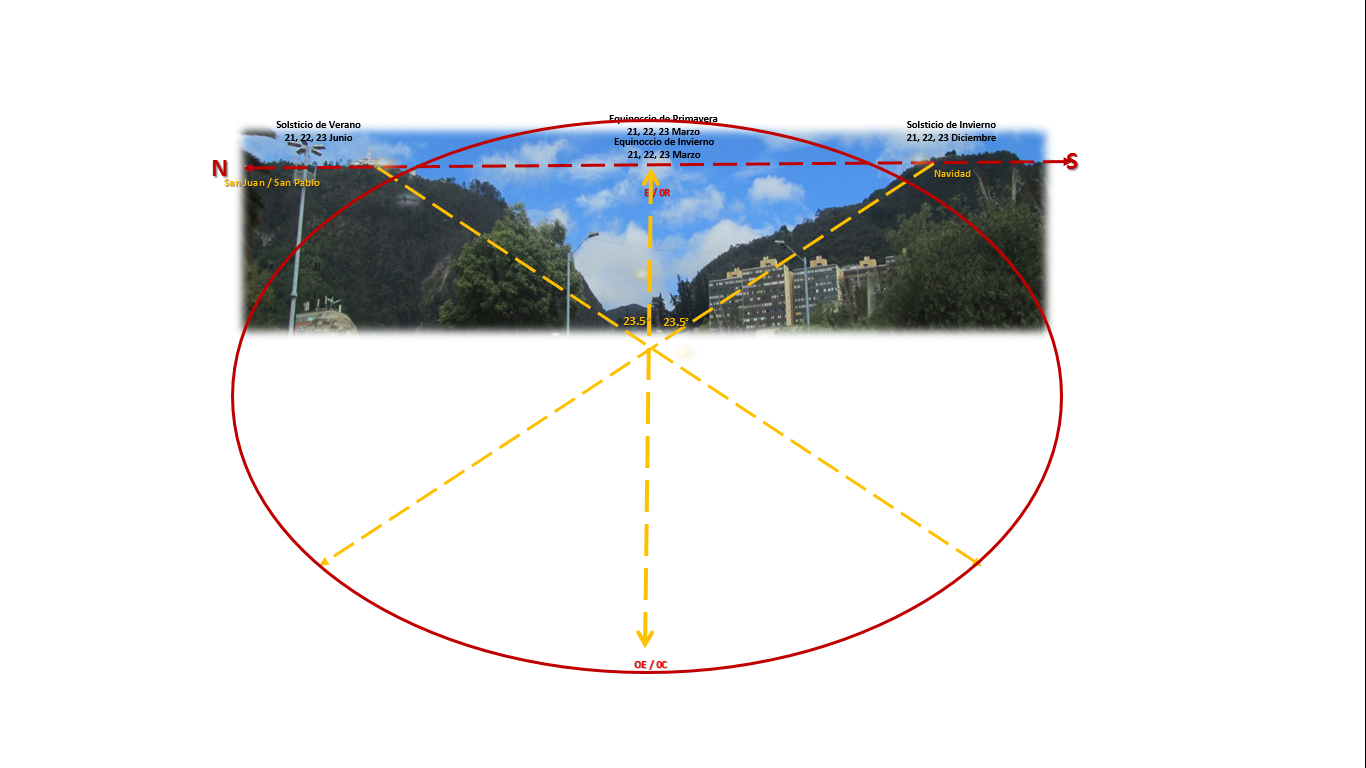 Solsticio de Verano
21, 22, 23 Junio
Equinoccio de Primavera
21, 22, 23 Marzo
Equinoccio de Invierno
21, 22, 23 Marzo
Solsticio de Invierno
21, 22, 23 Diciembre
N
S
San Juan / San Pablo
Navidad
E / 0R
23.5°
23.5°
OE / 0C